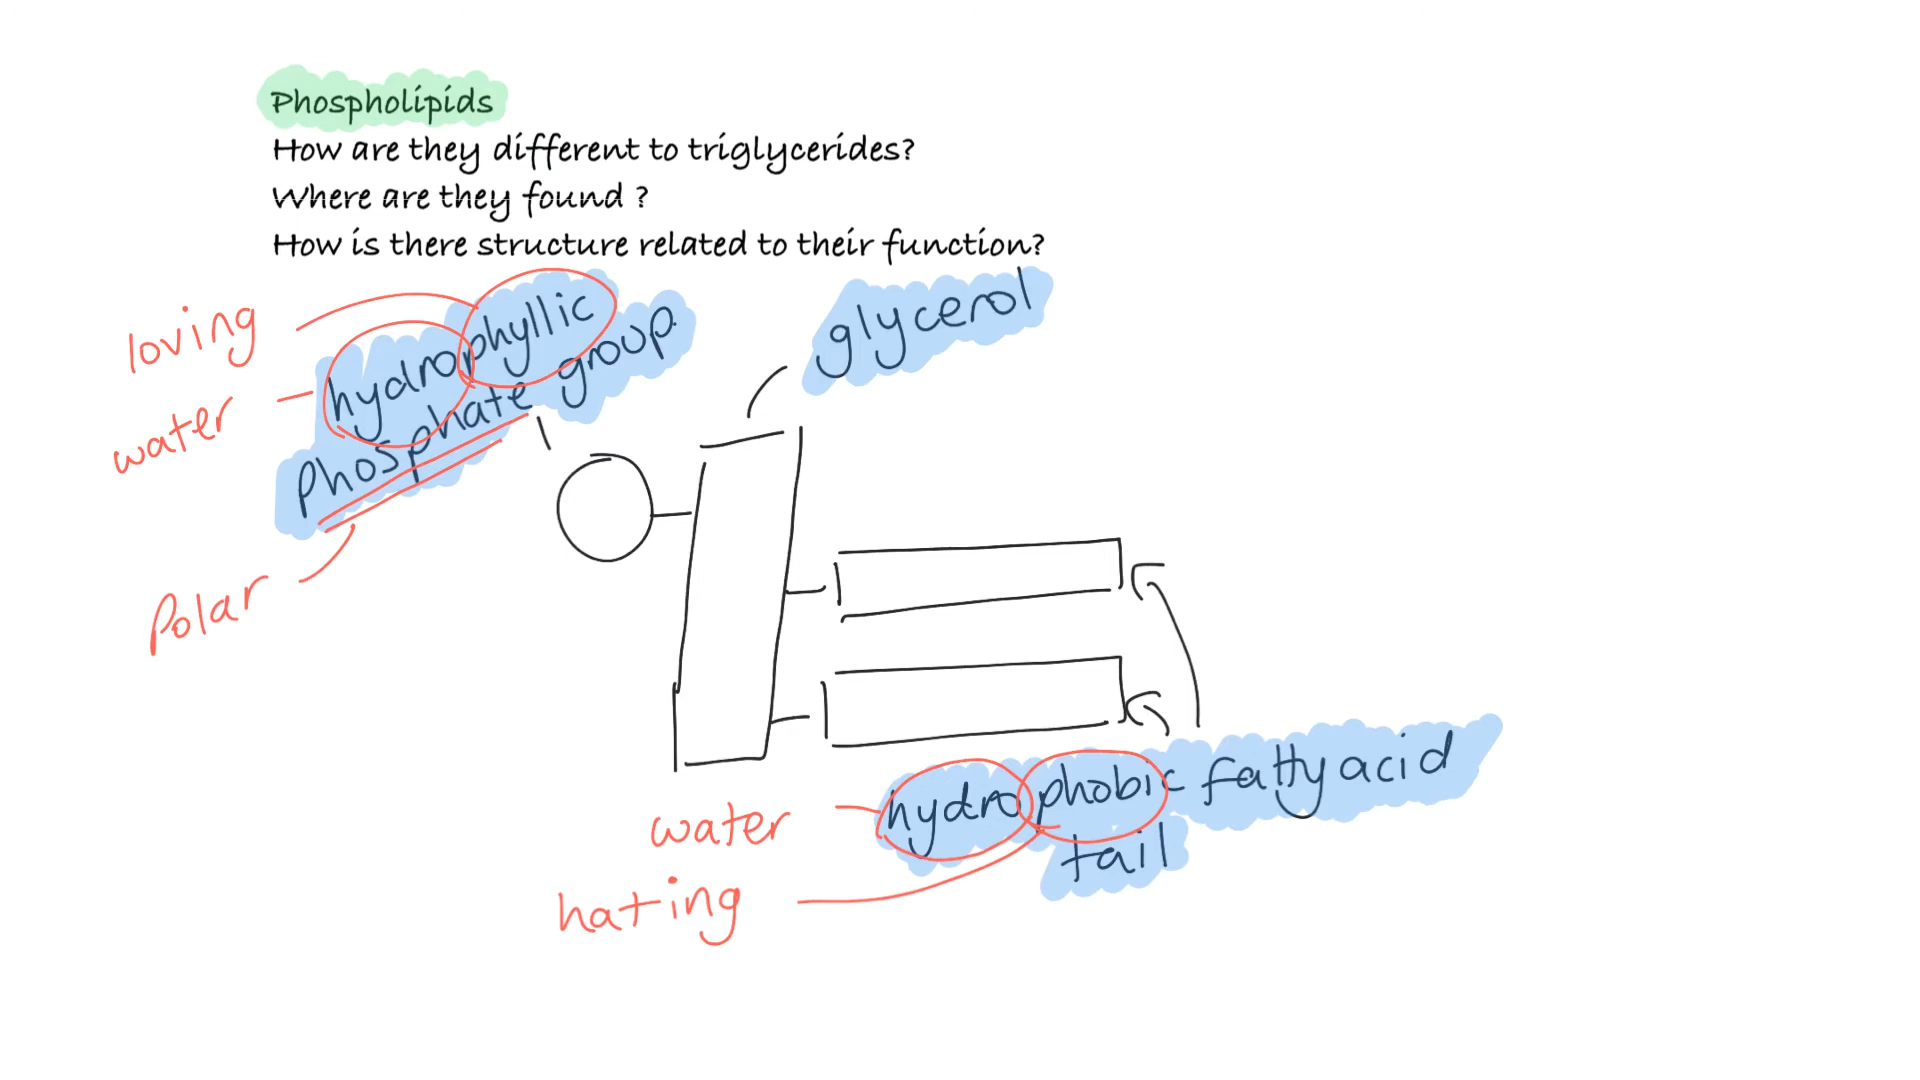 Phospholipids
How are they different to triglycerides?
Where are they found ?
How is there structure related to their function?
loving
water
hydrophyllic
phosphate group
Polar
glycerol
hydrophobic fatty acid
tail
water
hating